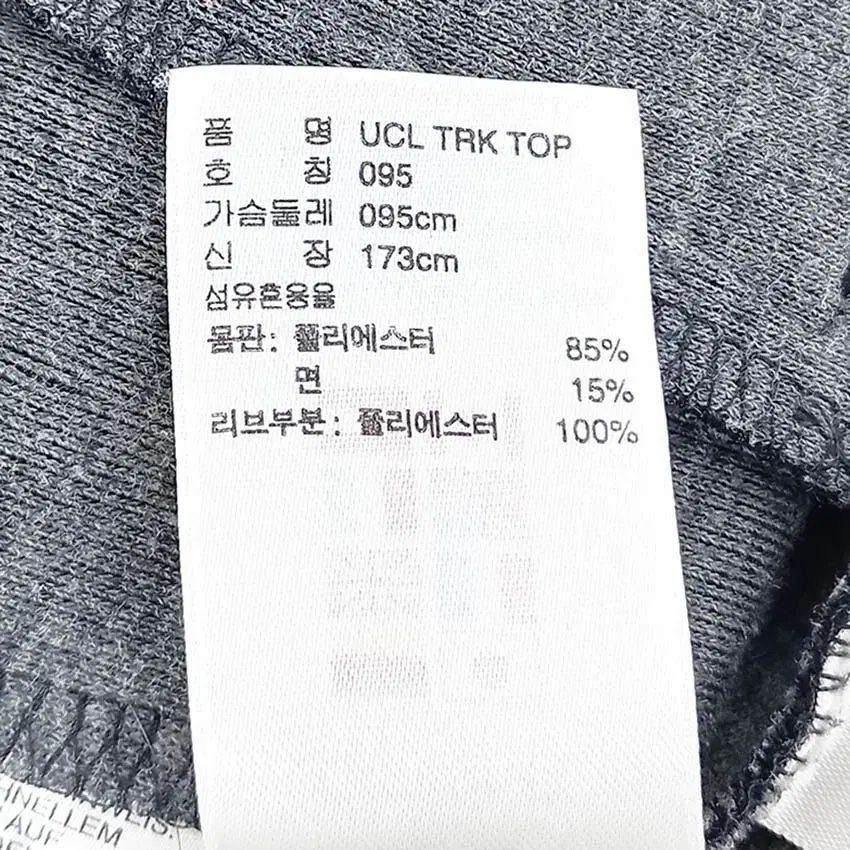 품 명 UCL TRK TOP
호 칭 095
가슴둘레 095cm
신 장 173cm
섬유혼용율
몸판: 폴리에스터 85%
면 15%
리브부분: 폴리에스터 100%
HNELLEM
AUF